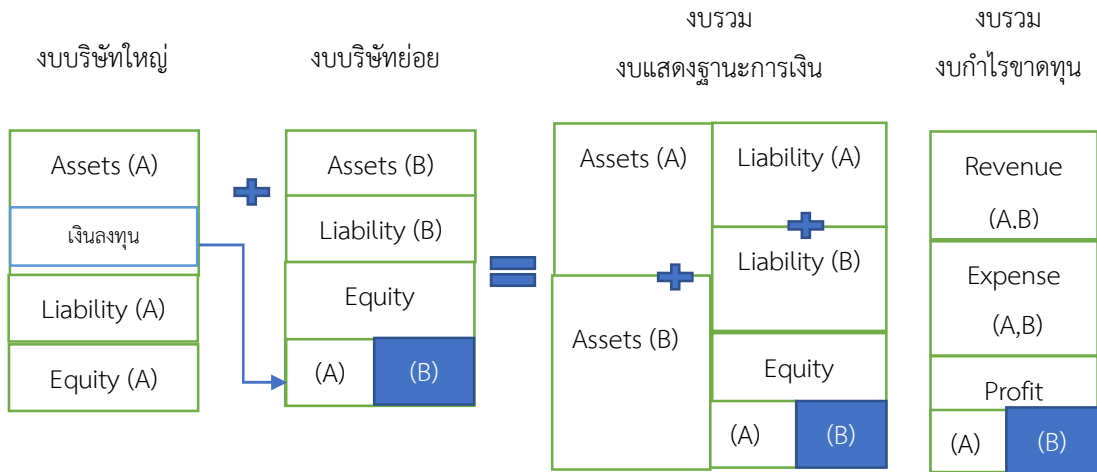 งบบริษัทใหญ่
งบบริษัทย่อย
งบรวม
งบแสดงฐานะการเงิน
งบรวม
งบกำไรขาดทุน
Assets (A)
เงินลงทุน
Liability (A)
Equity (A)
Assets (B)
Liability (B)
Equity
(A)
(B)
Assets (A)
Assets (B)
Liability (A)
Liability (B)
Equity
(A)
(B)
Revenue
(A.B)
Expense
(A,B)
Profit
(A)
(B)